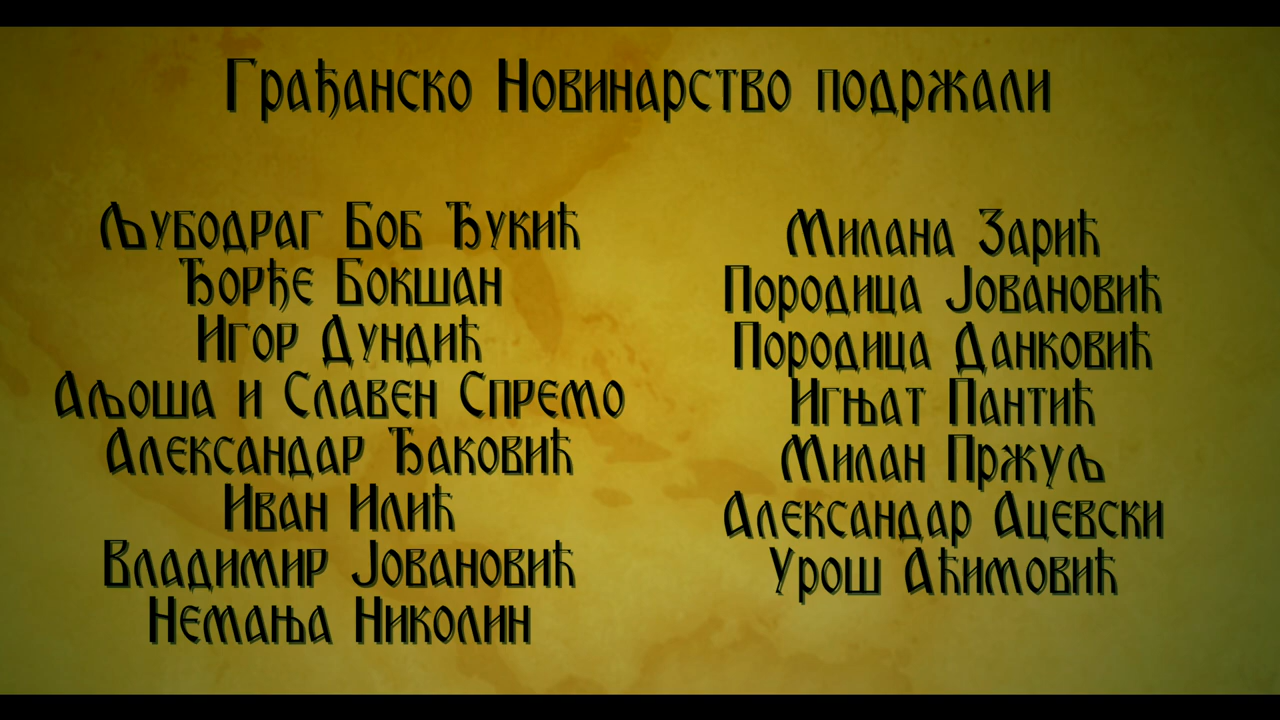 Грађанско Новинарство подржали
Љубодраг Боб Ђукић
Ђорђе Бокшан
Игор Дундић
Аљоша и Славен Спремо
Александар Ђаковић
Иван Илић
Владимир Јовановић
Немања Николин
Милана Зарић
Породица Јовановић
Породица Данковић
Игњат Пантић
Милан Пржуљ
Александар Ацевски
Урош Аћимовић